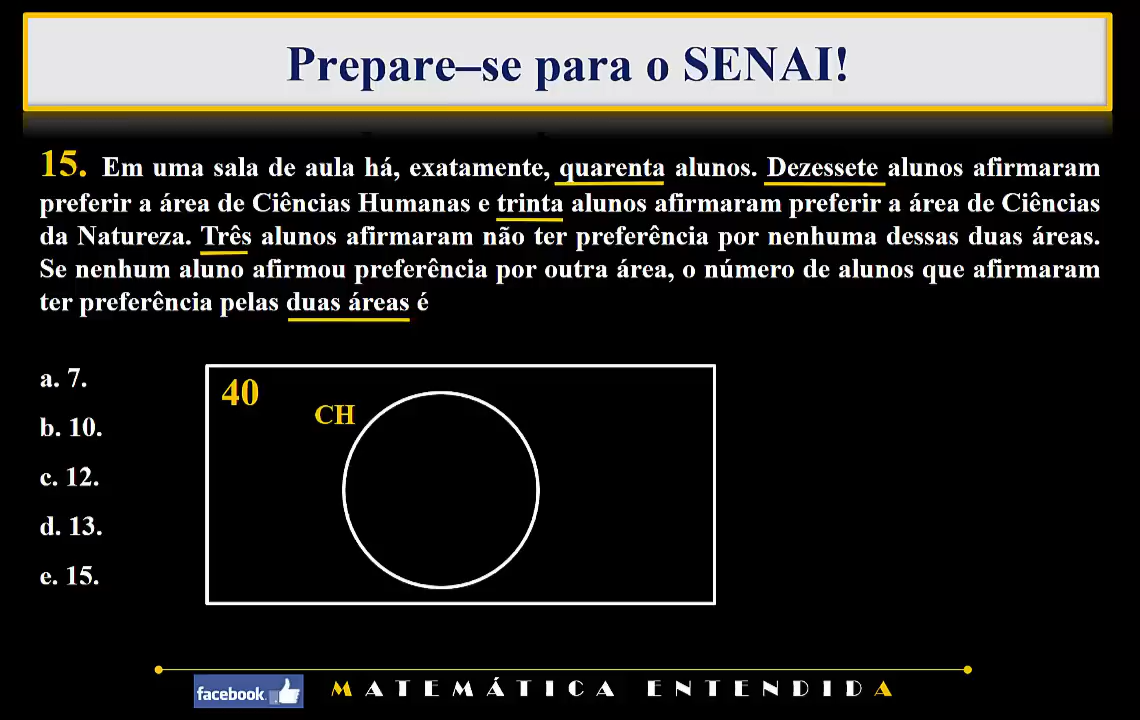 Prepare–se para o SENAI!
15. Em uma sala de aula há, exatamente, quarenta alunos. Dezessete alunos afirmaram
preferir a área de Ciências Humanas e trinta alunos afirmaram preferir a área de Ciências
da Natureza. Três alunos afirmaram não ter preferência por nenhuma dessas duas áreas.
Se nenhum aluno afirmou preferência por outra área, o número de alunos que afirmaram
ter preferência pelas duas áreas é
a. 7.
b. 10.
c. 12.
d. 13.
e. 15.
40
CH
facebook.
MATEMÁTICA ENTENDIDA